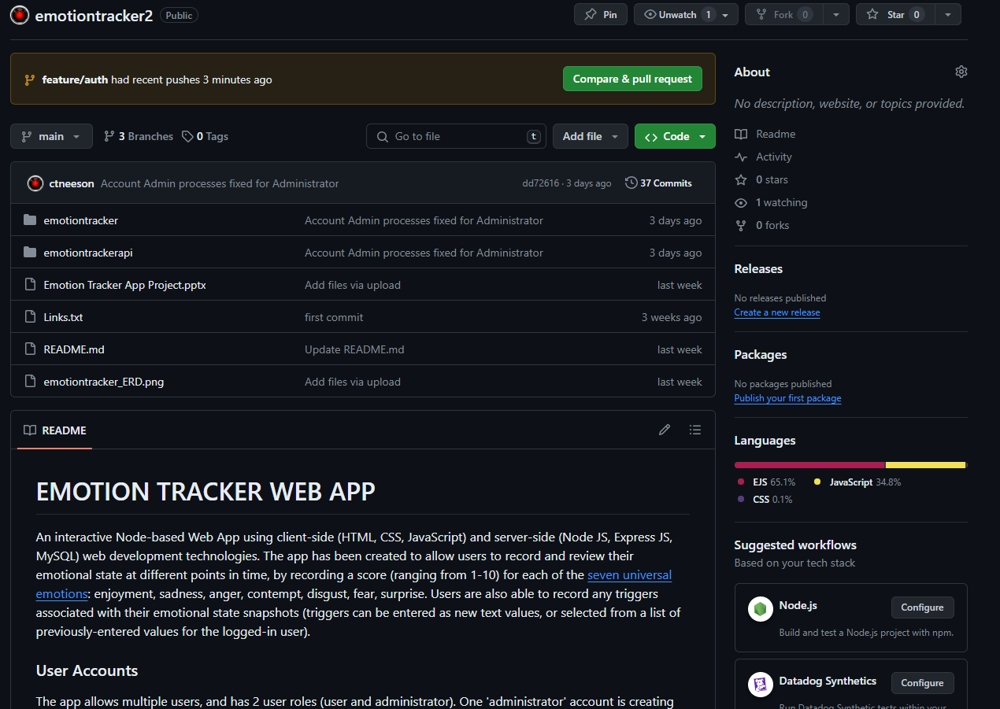 emotiontracker2 Public Pin Unwatch 1 Fork 0 Star 0
feature/auth had recent pushes 3 minutes ago Compare & pull request
main 3 Branches 0 Tags Go to file t Add file Code
ctneeson Account Admin processes fixed for Administrator dd72616 · 3 days ago 37 Commits
emotiontracker Account Admin processes fixed for Administrator 3 days ago
emotiontrackerapi Account Admin processes fixed for Administrator 3 days ago
Emotion Tracker App Project.pptx Add files via upload last week
Links.txt first commit 3 weeks ago
README.md Update README.md last week
emotiontracker_ERD.png Add files via upload last week
README
EMOTION TRACKER WEB APP
An interactive Node-based Web App using client-side (HTML, CSS, JavaScript) and server-side (Node JS, Express JS,
MySQL) web development technologies. The app has been created to allow users to record and review their
emotional state at different points in time, by recording a score (ranging from 1-10) for each of the seven universal
emotions: enjoyment, sadness, anger, contempt, disgust, fear, surprise. Users are also able to record any triggers
associated with their emotional state snapshots (triggers can be entered as new text values, or selected from a list of
previously-entered values for the logged-in user).
User Accounts
The app allows multiple users, and has 2 user roles (user and administrator). One 'administrator' account is creating
About
No description, website, or topics provided.
Readme
Activity
0 stars
1 watching
0 forks
Releases
No releases published
Create a new release
Packages
No packages published
Publish your first package
Languages
EJS 65.1% JavaScript 34.8%
CSS 0.1%
Suggested workflows
Based on your tech stack
Node.js Configure
Build and test a Node.js project with npm.
Datadog Synthetics Configure
Run Datadog Synthetic tests within your